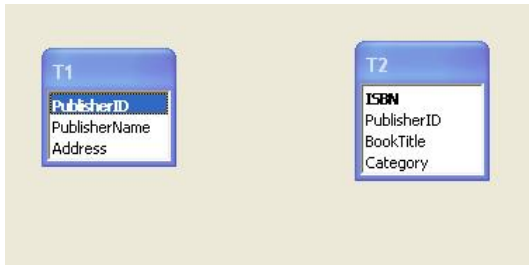 T1
PublisherID
PublisherName
Address
T2
ISBN
PublisherID
BookTitle
Category